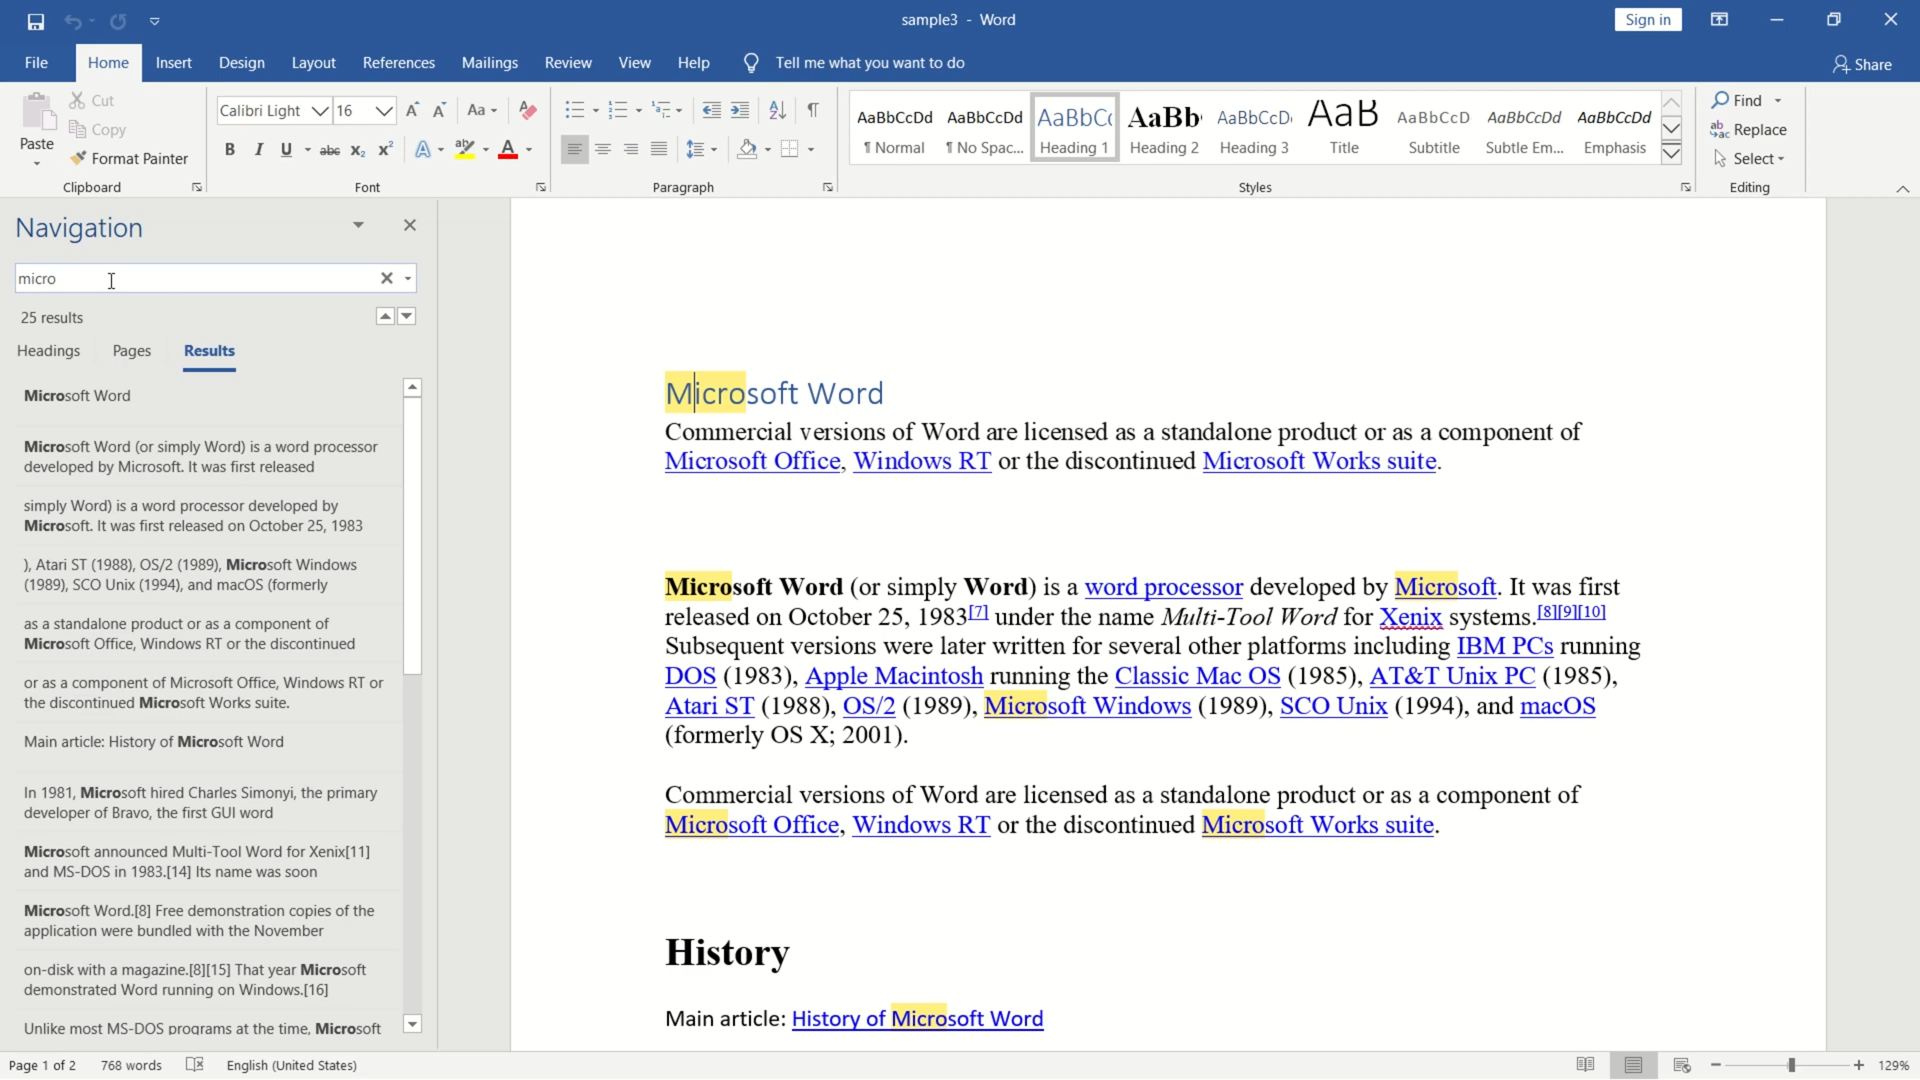 sample3 - Word
Sign in
File Home Insert Design Layout References Mailings Review View Help Tell me what you want to do
Share
Paste
Cut
Copy
Format Painter
Clipboard
Calibri Light 16
Font
Paragraph
AaBbCcDd AaBbCcDd AaBbC AaBb AaBbCcD AaB AaBbCcD AaBbCcDd AaBbCcDd
¶ Normal ¶ No Spac... Heading 1 Heading 2 Heading 3 Title Subtitle Subtle Em... Emphasis
Styles
Find
Replace
Select
Editing
Navigation
micro
25 results
Headings Pages Results
Microsoft Word
Microsoft Word (or simply Word) is a word processor
developed by Microsoft. It was first released
simply Word) is a word processor developed by
Microsoft. It was first released on October 25, 1983
), Atari ST (1988), OS/2 (1989), Microsoft Windows
(1989), SCO Unix (1994), and macOS (formerly
as a standalone product or as a component of
Microsoft Office, Windows RT or the discontinued
or as a component of Microsoft Office, Windows RT or
the discontinued Microsoft Works suite.
Main article: History of Microsoft Word
In 1981, Microsoft hired Charles Simonyi, the primary
developer of Bravo, the first GUI word
Microsoft announced Multi-Tool Word for Xenix[11]
and MS-DOS in 1983.[14] Its name was soon
Microsoft Word.[8] Free demonstration copies of the
application were bundled with the November
on-disk with a magazine.[8][15] That year Microsoft
demonstrated Word running on Windows.[16]
Unlike most MS-DOS programs at the time, Microsoft
Microsoft Word
Commercial versions of Word are licensed as a standalone product or as a component of
Microsoft Office, Windows RT or the discontinued Microsoft Works suite.
Microsoft Word (or simply Word) is a word processor developed by Microsoft. It was first
released on October 25, 1983[7] under the name Multi-Tool Word for Xenix systems.[8][9][10]
Subsequent versions were later written for several other platforms including IBM PCs running
DOS (1983), Apple Macintosh running the Classic Mac OS (1985), AT&T Unix PC (1985),
Atari ST (1988), OS/2 (1989), Microsoft Windows (1989), SCO Unix (1994), and macOS
(formerly OS X; 2001).
Commercial versions of Word are licensed as a standalone product or as a component of
Microsoft Office, Windows RT or the discontinued Microsoft Works suite.
History
Main article: History of Microsoft Word
Page 1 of 2 768 words English (United States)
129%